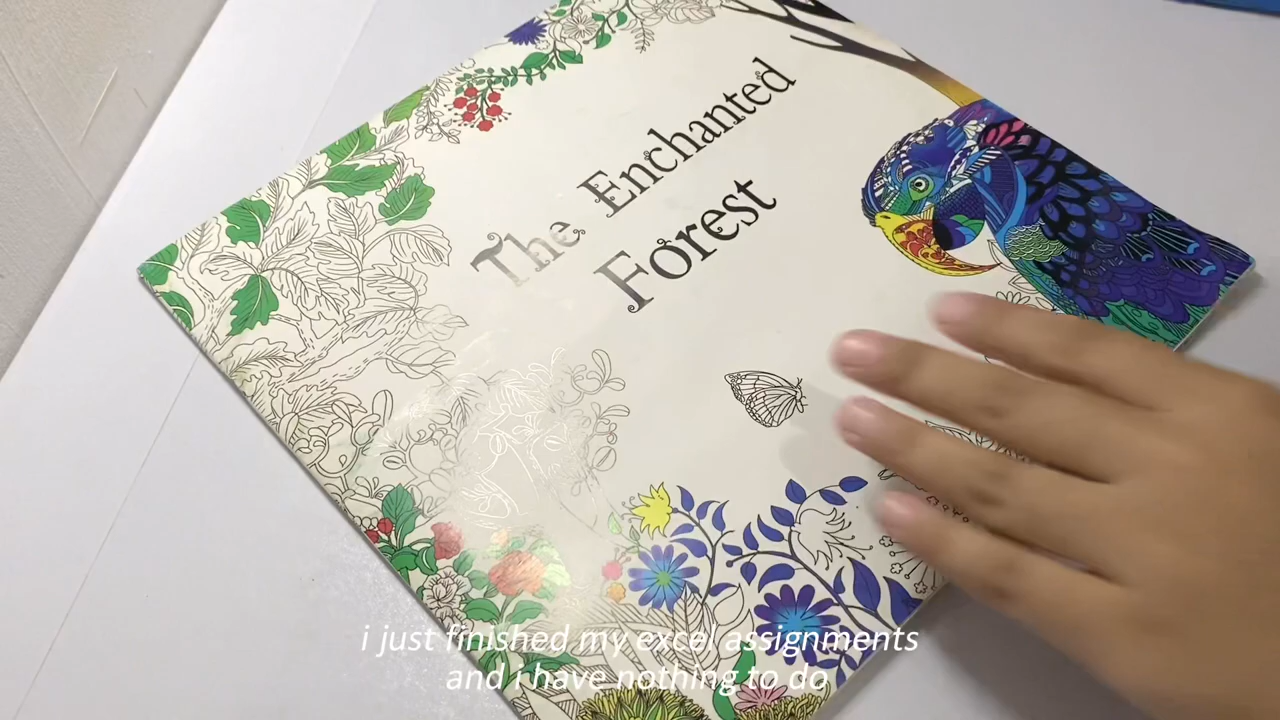 The Enchanted
Forest
i just finished my excel assignments
and i have nothing to do